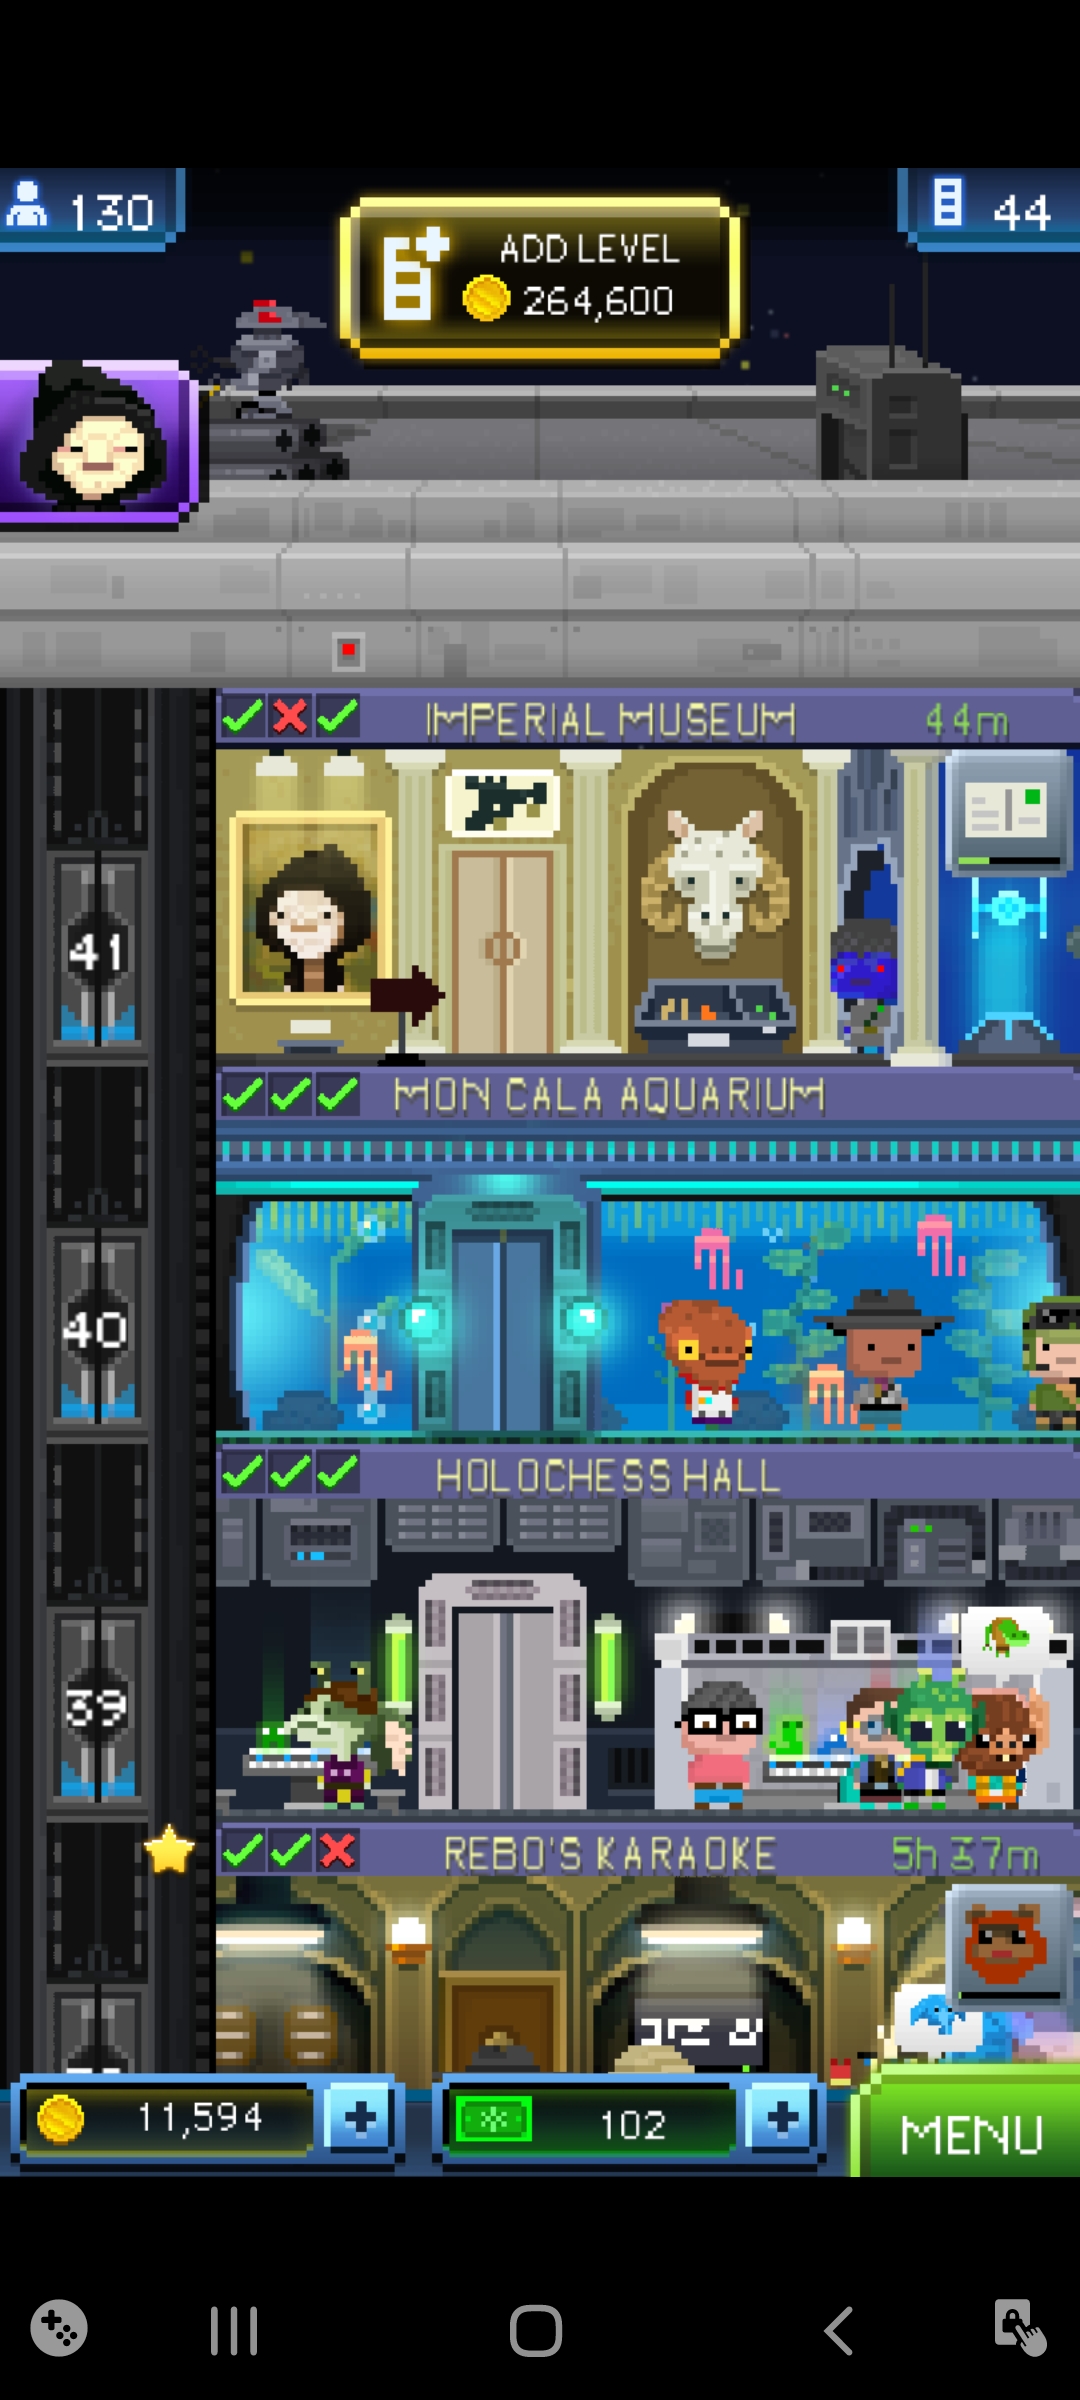 130
ADD LEVEL
264,600
44
IMPERIAL MUSEUM 44m
41
MON CALA AQUARIUM
40
HOLOCHESS HALL
39
REBO'S KARAOKE 5h 37m
11,594
102
MENU